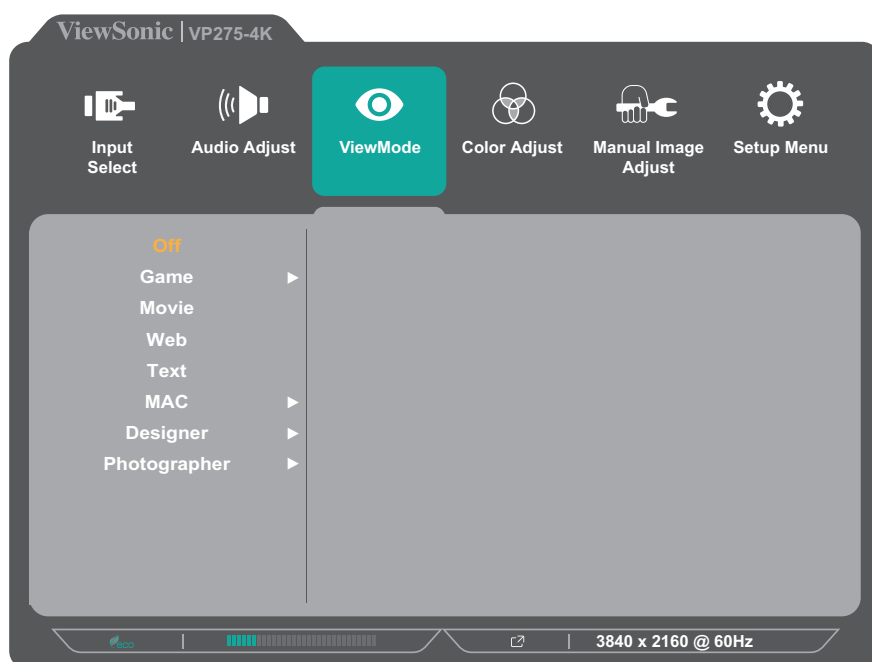 ViewSonic | VP275-4K
Input Select
Audio Adjust
ViewMode
Color Adjust
Manual Image Adjust
Setup Menu
Off
Game
Movie
Web
Text
MAC
Designer
Photographer
eco
3840 x 2160 @ 60Hz